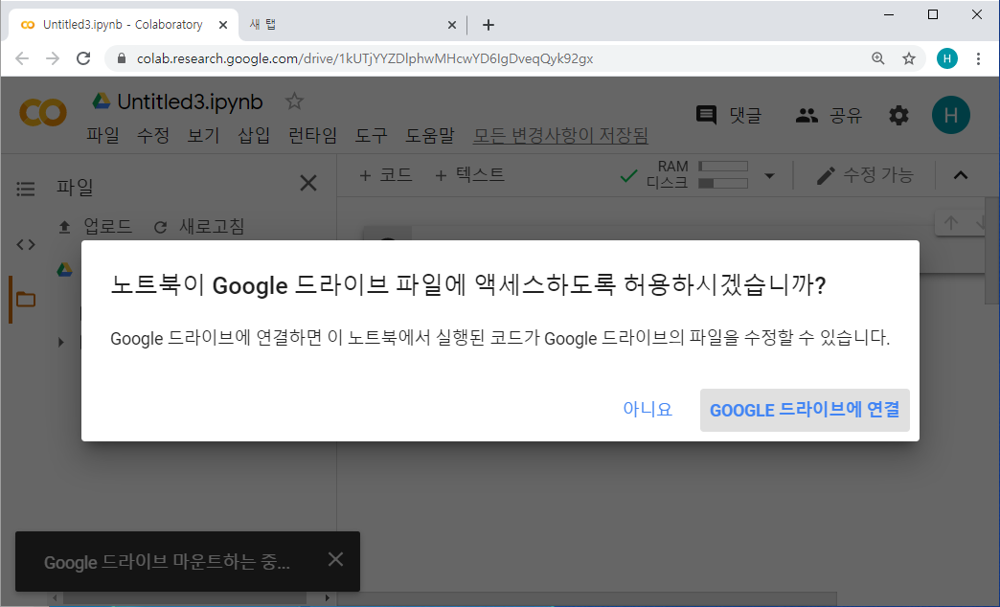 Untitled3.ipynb - Colaboratory
새 탭
colab.research.google.com/drive/1kUTjYYZDlphwMHcwYD6IgDveqQyk92gx
H
Untitled3.ipynb
댓글
공유
H
파일 수정 보기 삽입 런타임 도구 도움말 모든 변경사항이 저장됨
파일
+ 코드 + 텍스트
RAM
디스크
수정 가능
업로드 새로고침
노트북이 Google 드라이브 파일에 액세스하도록 허용하시겠습니까?
Google 드라이브에 연결하면 이 노트북에서 실행된 코드가 Google 드라이브의 파일을 수정할 수 있습니다.
아니요 GOOGLE 드라이브에 연결
Google 드라이브 마운트하는 중...